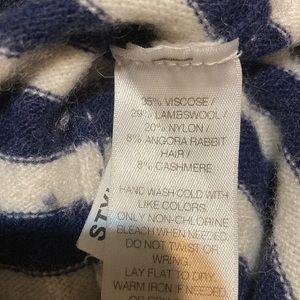 35% VISCOSE /
29% LAMBSWOOL /
20% NYLON /
8% ANGORA RABBIT
HAIR /
8% CASHMERE
HAND WASH COLD WITH
LIKE COLORS.
ONLY NON-CHLORINE
BLEACH WHEN NEEDED.
DO NOT TWIST OR
WRING.
LAY FLAT TO DRY.
WARM IRON IF NEEDED
STY